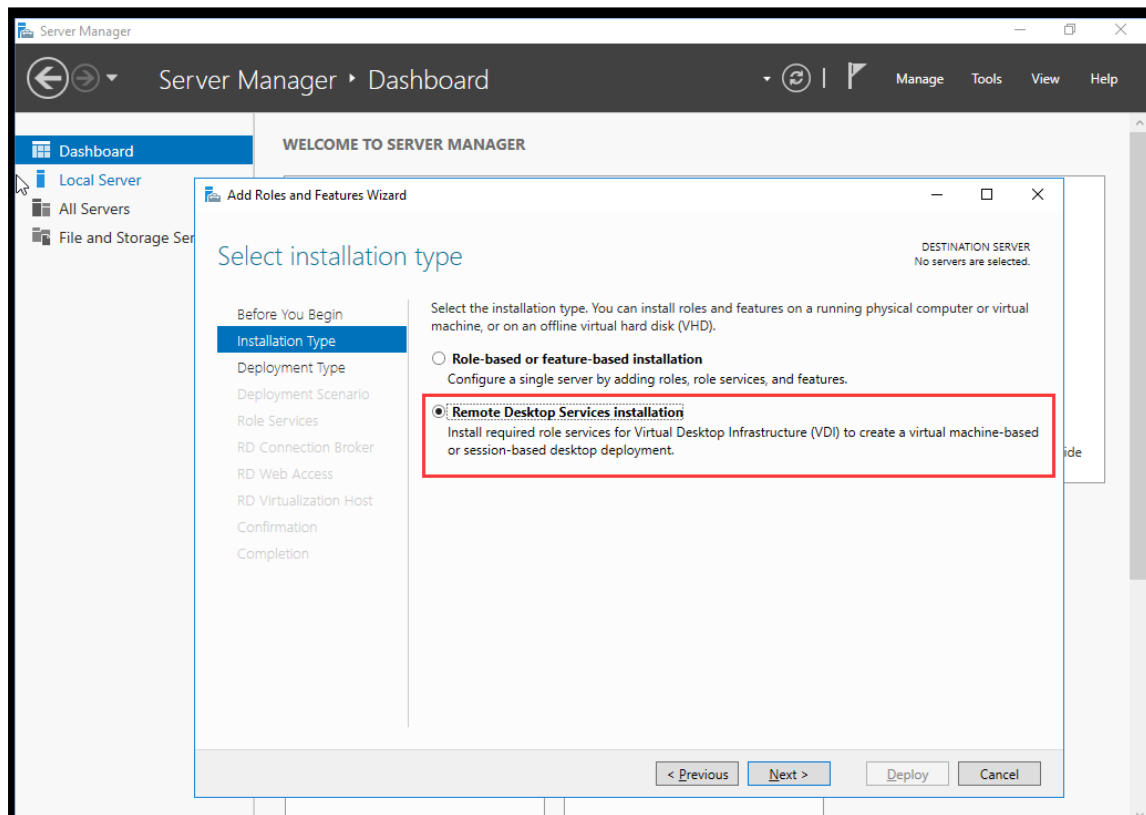 Server Manager
Server Manager ‣ Dashboard
Manage
Tools
View
Help
Dashboard
Local Server
All Servers
File and Storage Ser
WELCOME TO SERVER MANAGER
Add Roles and Features Wizard
Select installation type
DESTINATION SERVER
No servers are selected.
Before You Begin
Installation Type
Deployment Type
Deployment Scenario
Role Services
RD Connection Broker
RD Web Access
RD Virtualization Host
Confirmation
Completion
Select the installation type. You can install roles and features on a running physical computer or virtual
machine, or on an offline virtual hard disk (VHD).
Role-based or feature-based installation
Configure a single server by adding roles, role services, and features.
Remote Desktop Services installation
Install required role services for Virtual Desktop Infrastructure (VDI) to create a virtual machine-based
or session-based desktop deployment.
ide
< Previous
Next >
Deploy
Cancel